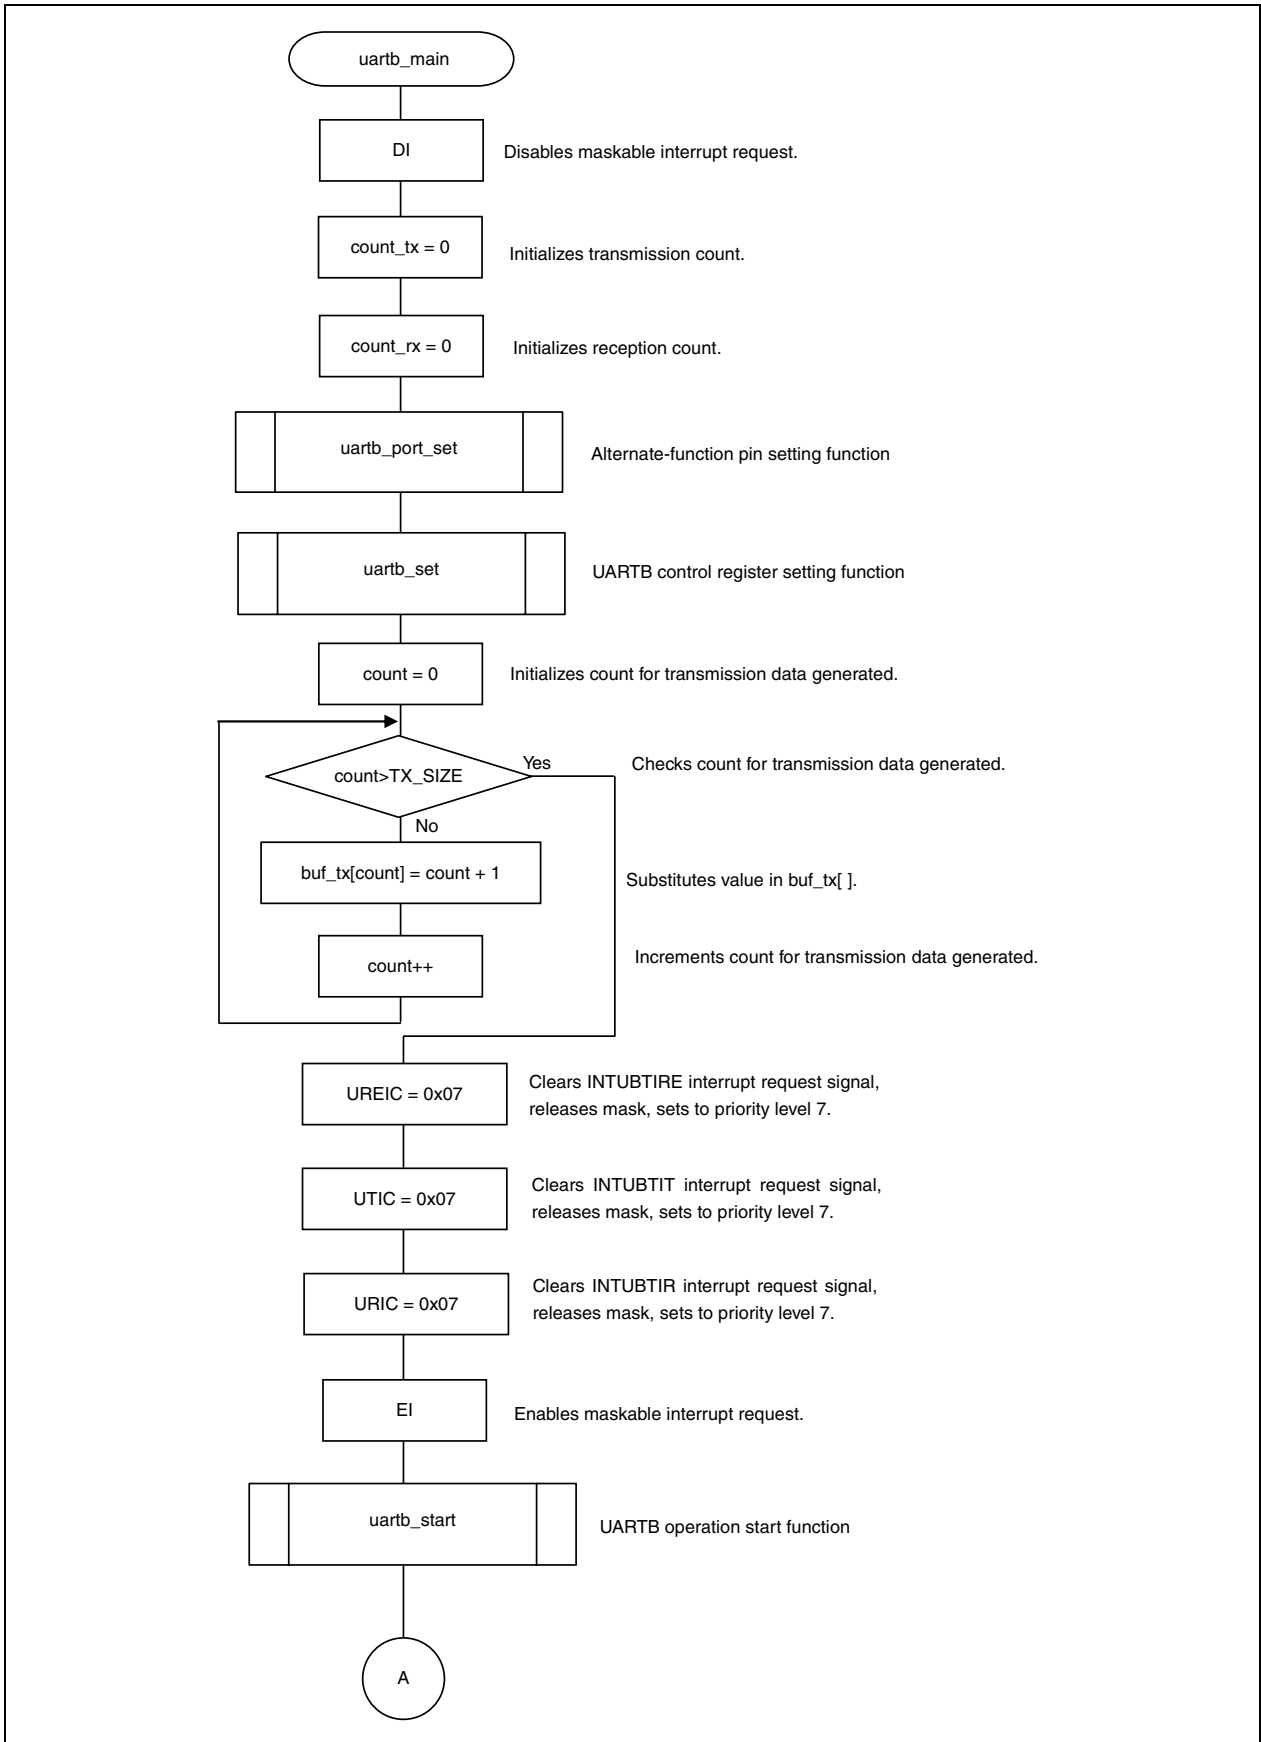 uartb_main
DI
Disables maskable interrupt request.
count_tx = 0
Initializes transmission count.
count_rx = 0
Initializes reception count.
uartb_port_set
Alternate-function pin setting function
uartb_set
UARTB control register setting function
count = 0
Initializes count for transmission data generated.
count>TX_SIZE
Yes
Checks count for transmission data generated.
No
buf_tx[count] = count + 1
Substitutes value in buf_tx[ ].
count++
Increments count for transmission data generated.
UREIC = 0x07
Clears INTUBTIRE interrupt request signal,
releases mask, sets to priority level 7.
UTIC = 0x07
Clears INTUBTIT interrupt request signal,
releases mask, sets to priority level 7.
URIC = 0x07
Clears INTUBTIR interrupt request signal,
releases mask, sets to priority level 7.
EI
Enables maskable interrupt request.
uartb_start
UARTB operation start function
A